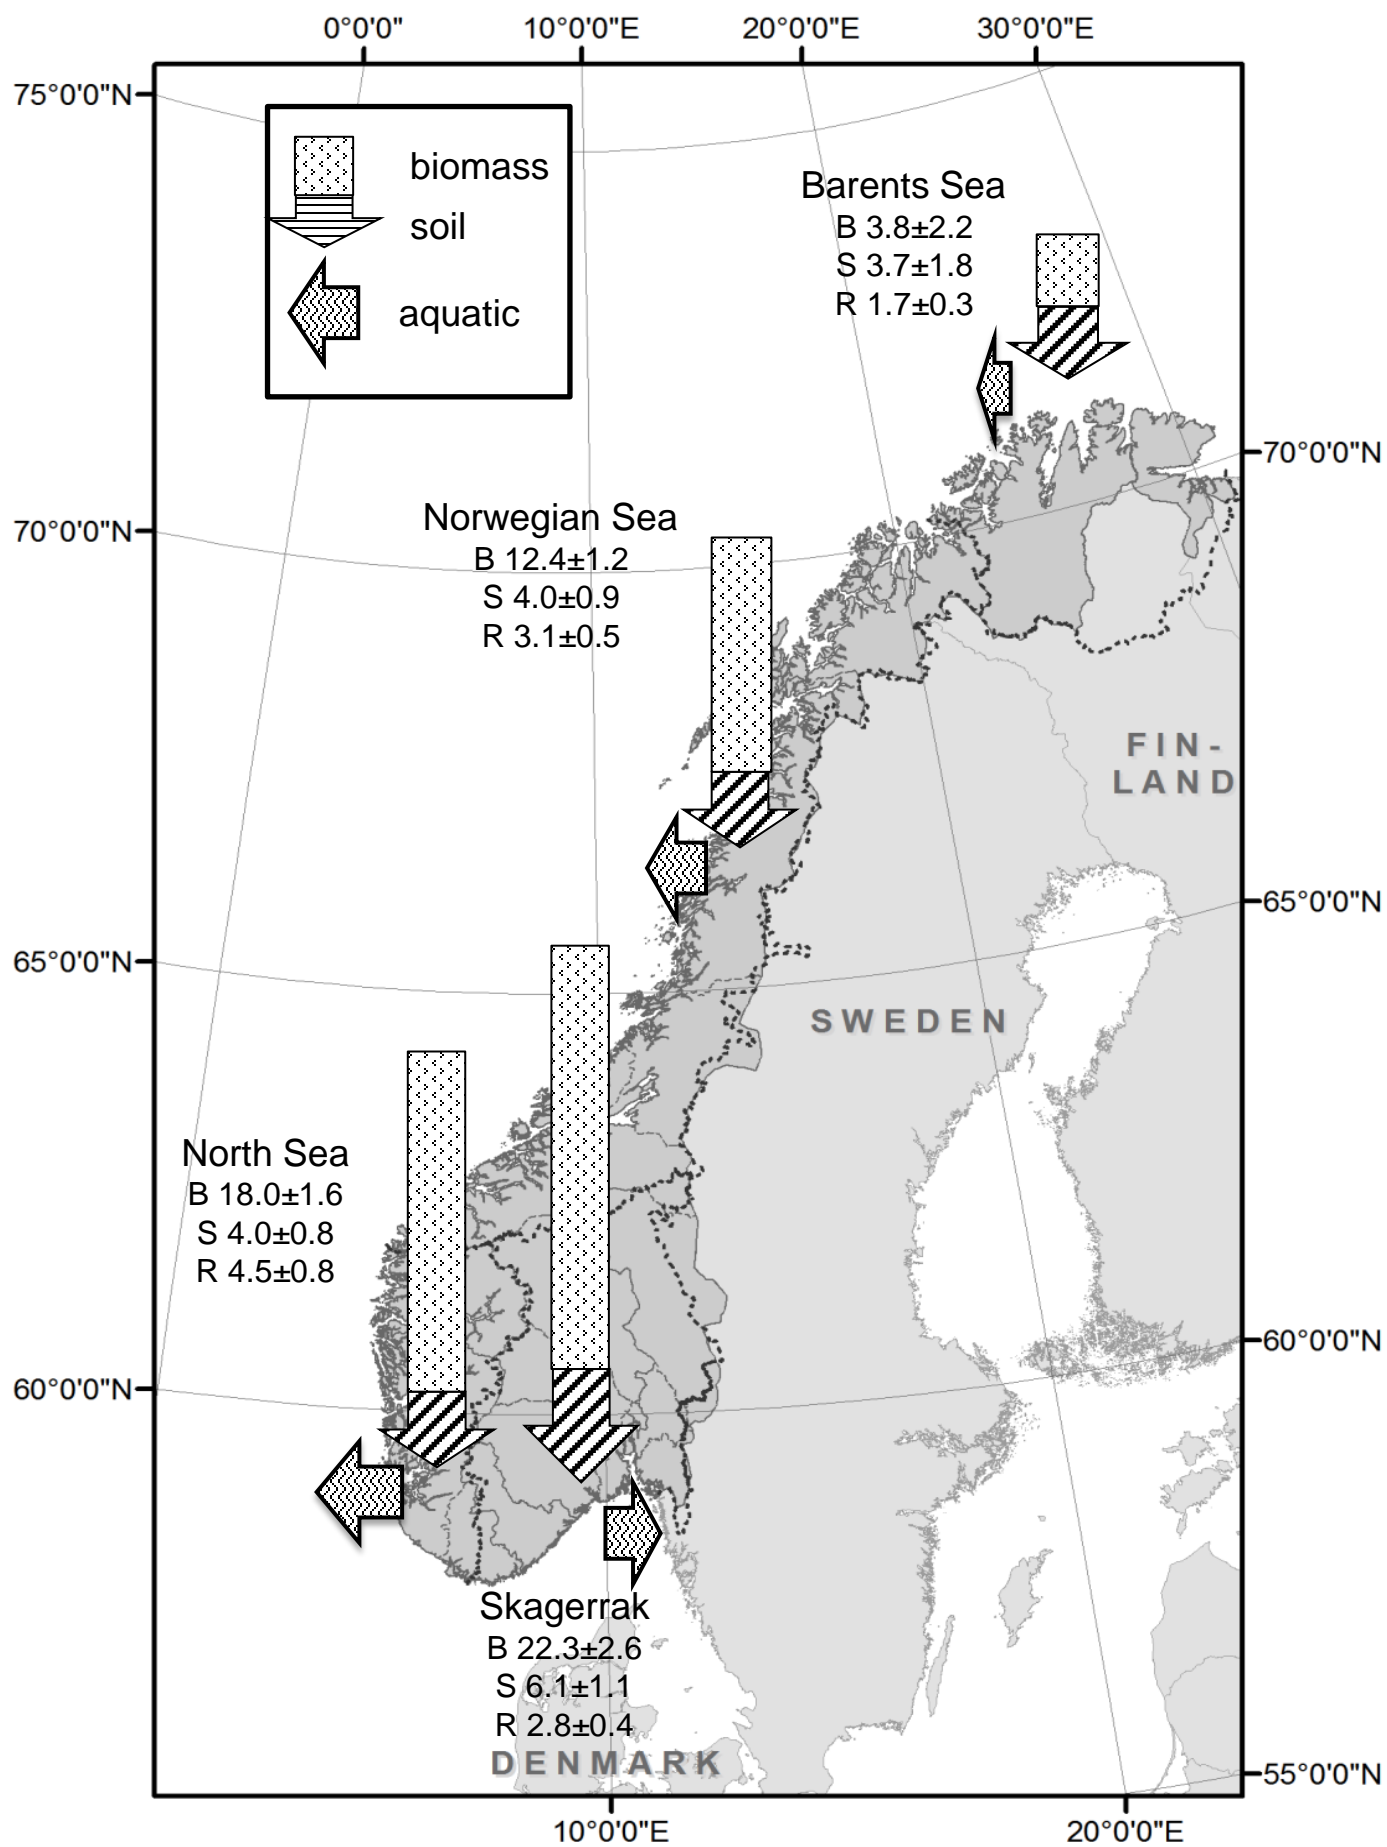 0°0'0"
10°0'0"E
20°0'0"E
30°0'0"E
75°0'0"N
biomass
soil
aquatic
Barents Sea
B 3.8±2.2
S 3.7±1.8
R 1.7±0.3
70°0'0"N
Norwegian Sea
B 12.4±1.2
S 4.0±0.9
R 3.1±0.5
70°0'0"N
FIN-
LAND
65°0'0"N
65°0'0"N
SWEDEN
North Sea
B 18.0±1.6
S 4.0±0.8
R 4.5±0.8
60°0'0"N
60°0'0"N
Skagerrak
B 22.3±2.6
S 6.1±1.1
R 2.8±0.4
DENMARK
55°0'0"N
10°0'0"E
20°0'0"E